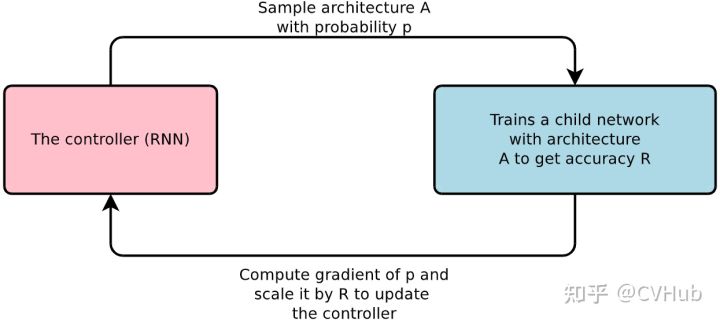 Sample architecture A
with probability p
The controller (RNN)
Trains a child network
with architecture
A to get accuracy R
Compute gradient of p and
scale it by R to update
the controller
知乎 @CVHub